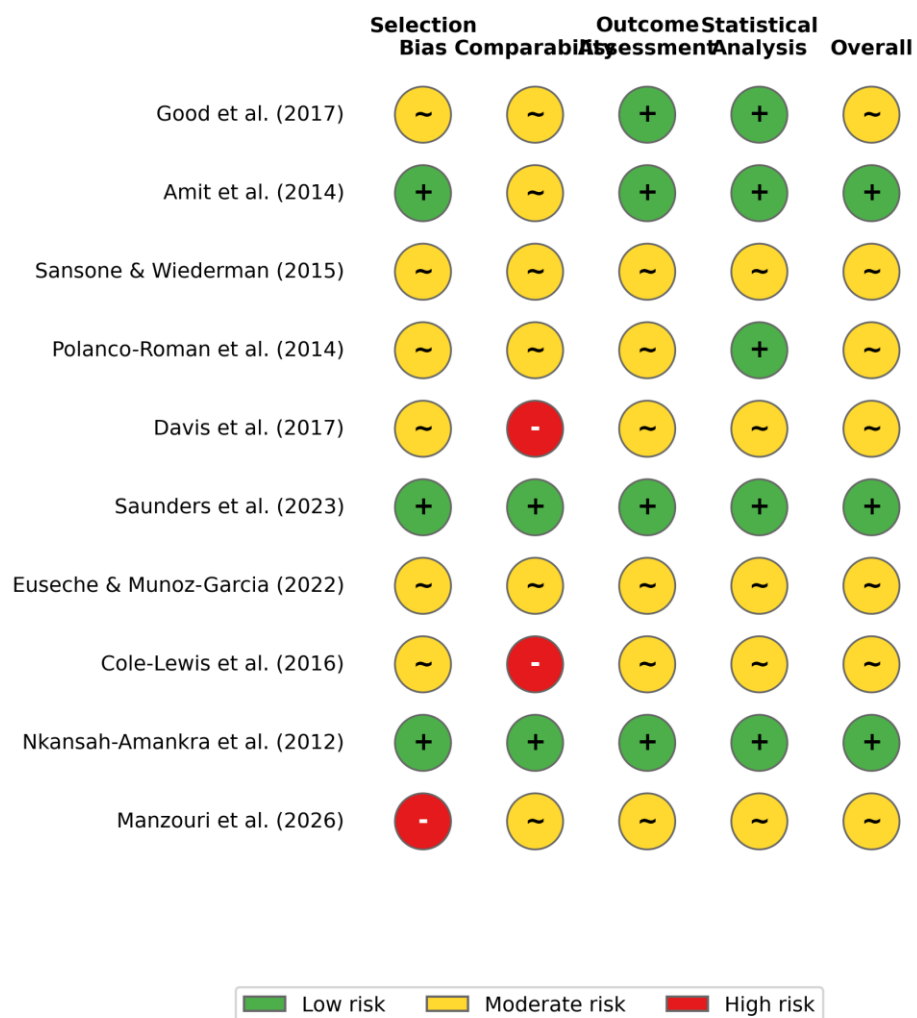 Selection Bias Comparability Outcome Assessment Statistical Analysis Overall
Good et al. (2017) ~ ~ + + ~
Amit et al. (2014) + ~ + + +
Sansone & Wiederman (2015) ~ ~ ~ ~ ~
Polanco-Roman et al. (2014) ~ ~ ~ + ~
Davis et al. (2017) ~ - ~ ~ ~
Saunders et al. (2023) + + + + +
Euseche & Munoz-Garcia (2022) ~ ~ ~ ~ ~
Cole-Lewis et al. (2016) ~ - ~ ~ ~
Nkansah-Amankra et al. (2012) + + + + +
Manzouri et al. (2026) - ~ ~ ~ ~
Low risk Moderate risk High risk